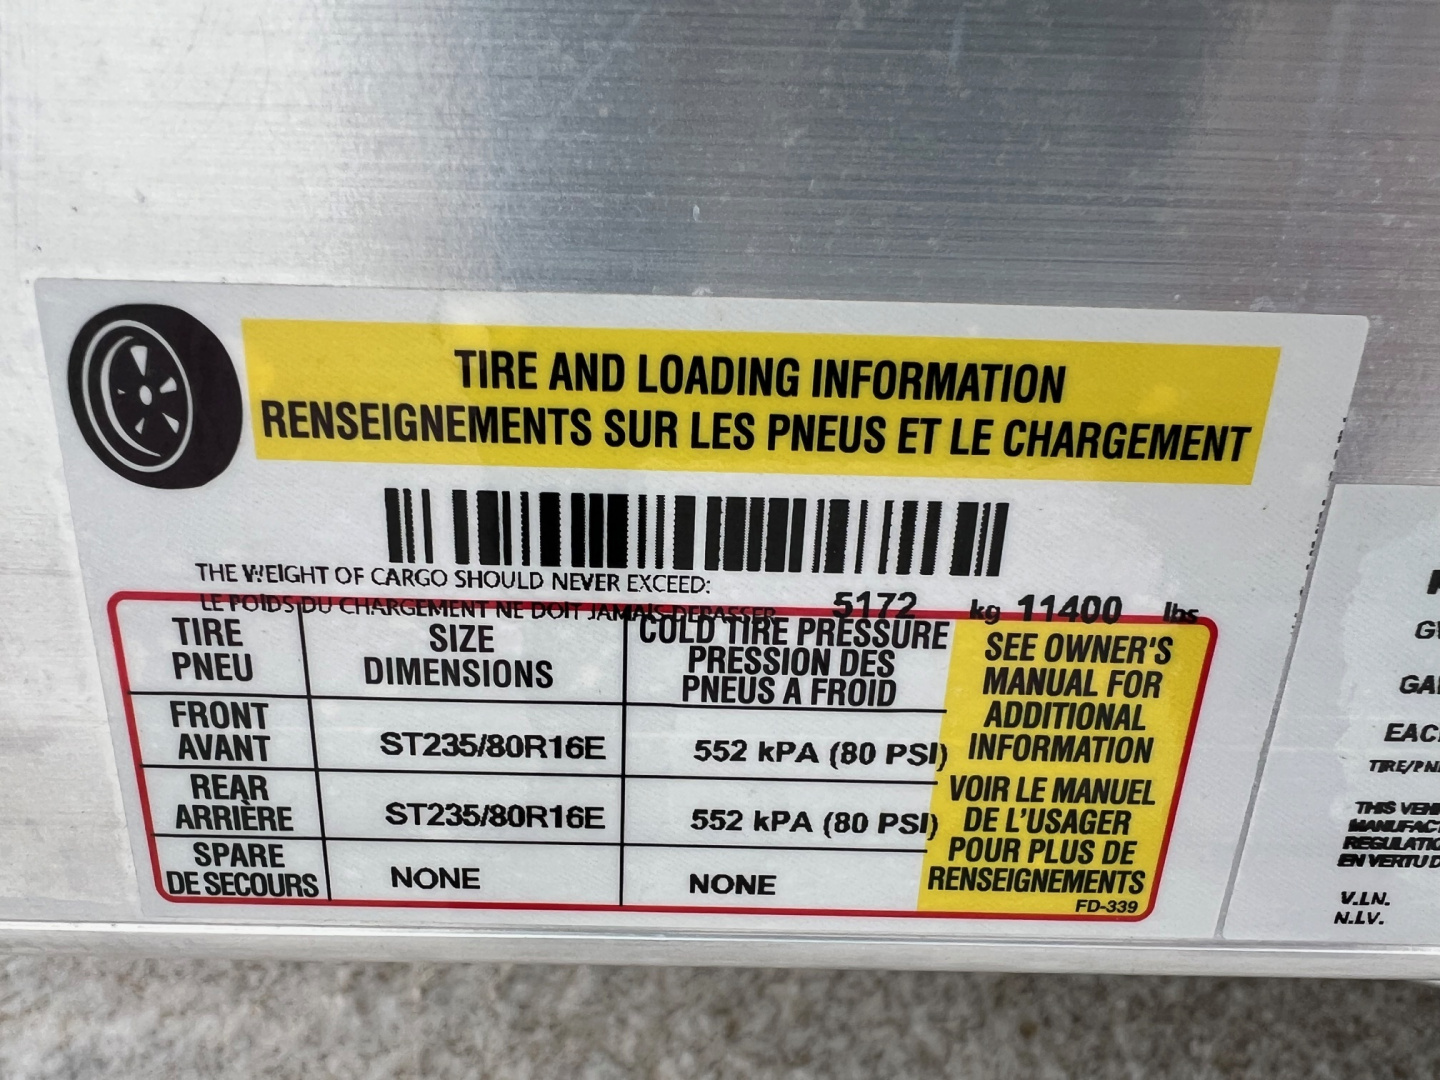 TIRE AND LOADING INFORMATION
RENSEIGNEMENTS SUR LES PNEUS ET LE CHARGEMENT
THE WEIGHT OF CARGO SHOULD NEVER EXCEED:
LE POIDS DU CHARGEMENT NE DOIT JAMAIS DEPASSER 5172 kg 11400 lbs
TIRE
PNEU
SIZE
DIMENSIONS
COLD TIRE PRESSURE
PRESSION DES
PNEUS A FROID
FRONT
AVANT
ST235/80R16E
552 kPA (80 PSI)
REAR
ARRIÈRE
ST235/80R16E
552 kPA (80 PSI)
SPARE
DE SECOURS
NONE
NONE
SEE OWNER'S
MANUAL FOR
ADDITIONAL
INFORMATION
VOIR LE MANUEL
DE L'USAGER
POUR PLUS DE
RENSEIGNEMENTS
FD-339
EN VERTU
V.I.N.
N.I.V.